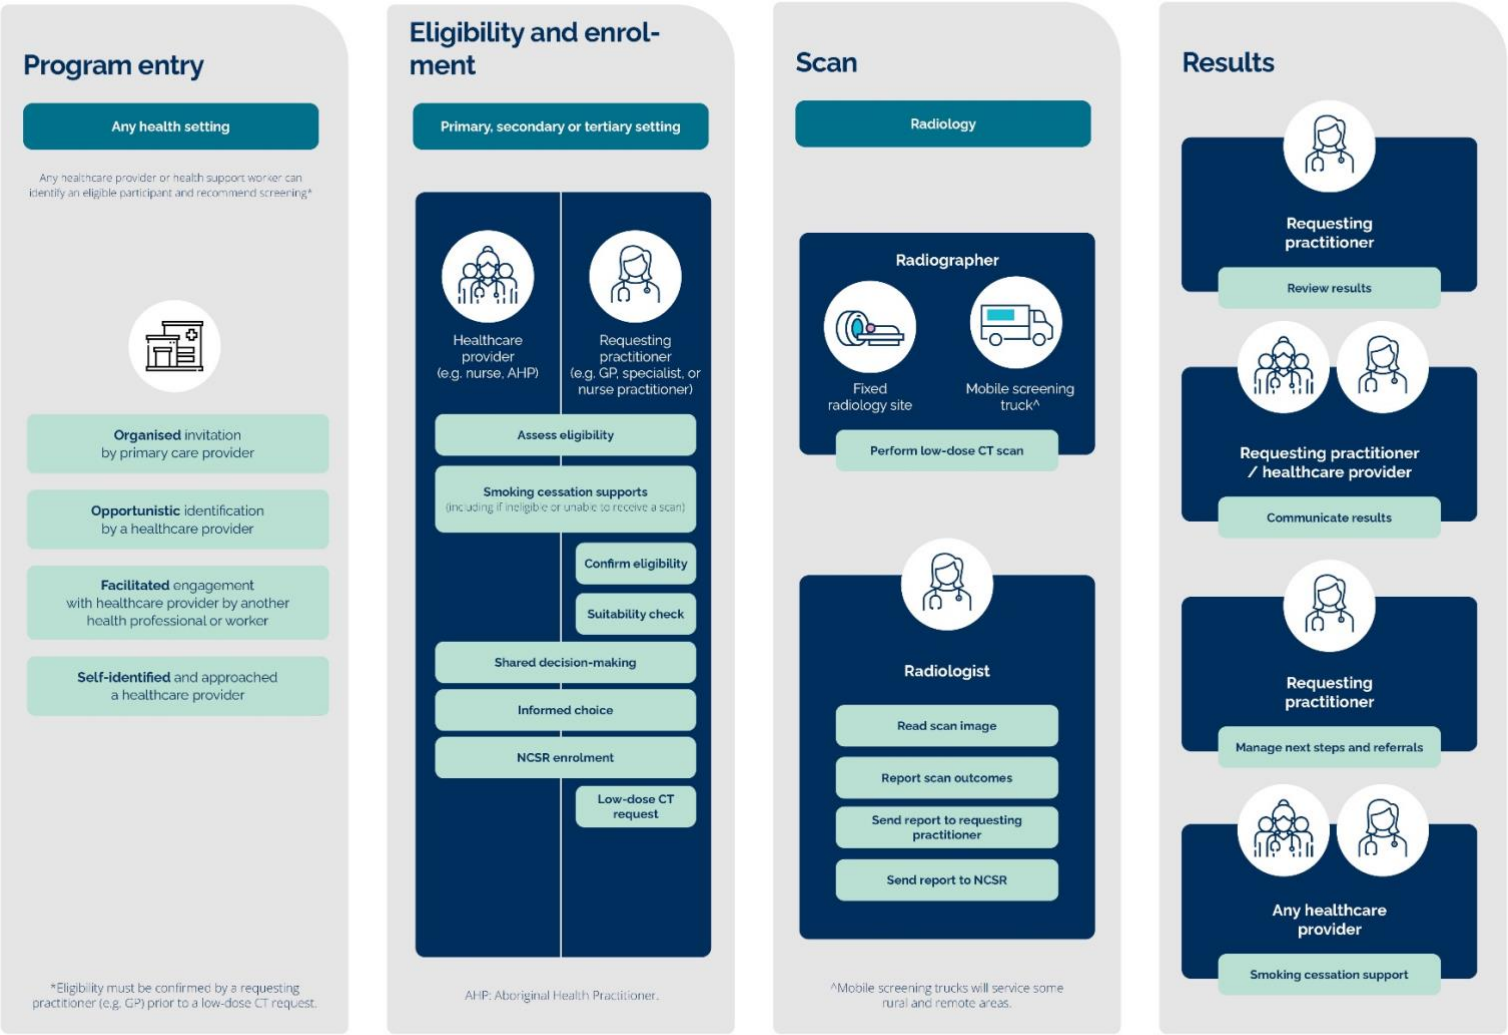 Program entry
Any health setting
Any healthcare provider or health support worker can
identify an eligible participant and recommend screening*
Organised invitation
by primary care provider
Opportunistic identification
by a healthcare provider
Facilitated engagement
with healthcare provider by another
health professional or worker
Self-identified and approached
a healthcare provider
*Eligibility must be confirmed by a requesting
practitioner (e.g. GP) prior to a low-dose CT request.
Eligibility and enrol-
ment
Primary, secondary or tertiary setting
Healthcare
provider
(e.g. nurse, AHP)
Requesting
practitioner
(e.g. GP, specialist, or
nurse practitioner)
Assess eligibility
Smoking cessation supports
(including if ineligible or unable to receive a scan)
Confirm eligibility
Suitability check
Shared decision-making
Informed choice
NCSR enrolment
Low-dose CT
request
AHP: Aboriginal Health Practitioner.
Scan
Radiology
Radiographer
Fixed
radiology site
Mobile screening
truck^
Perform low-dose CT scan
Radiologist
Read scan image
Report scan outcomes
Send report to requesting
practitioner
Send report to NCSR
^Mobile screening trucks will service some
rural and remote areas.
Results
Requesting
practitioner
Review results
Requesting practitioner
/ healthcare provider
Communicate results
Requesting
practitioner
Manage next steps and referrals
Any healthcare
provider
Smoking cessation support